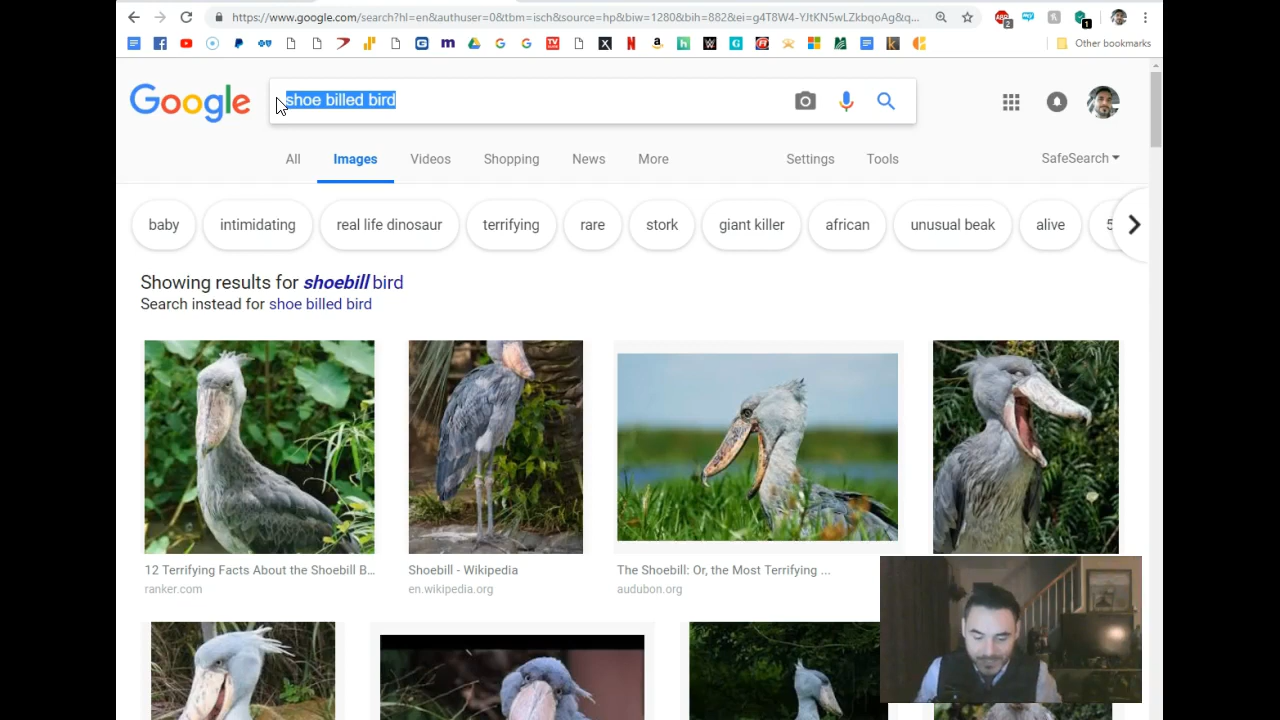 https://www.google.com/search?hl=en&authuser=0&tbm=isch&source=hp&biw=1280&bih=882&ei=g4T8W4-YJtKN5wLZkbqoAg&q...
Other bookmarks
Google
shoe billed bird
All Images Videos Shopping News More Settings Tools SafeSearch
baby intimidating real life dinosaur terrifying rare stork giant killer african unusual beak alive
Showing results for shoebill bird
Search instead for shoe billed bird
12 Terrifying Facts About the Shoebill B...
ranker.com
Shoebill - Wikipedia
en.wikipedia.org
The Shoebill: Or, the Most Terrifying ...
audubon.org